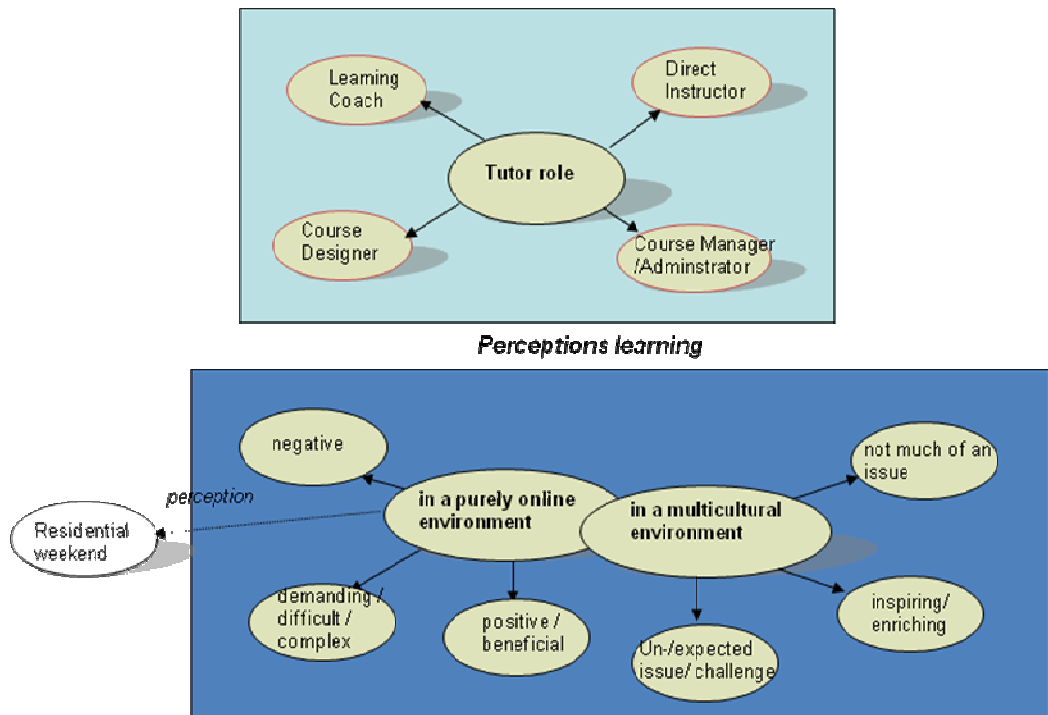 Learning
Coach
Direct
Instructor
Tutor role
Course
Designer
Course Manager
/Adminstrator
Perceptions learning
negative
not much of an
issue
in a purely online
environment
in a multicultural
environment
perception
Residential
weekend
demanding /
difficult /
complex
positive /
beneficial
Un-/expected
issue/ challenge
inspiring/
enriching